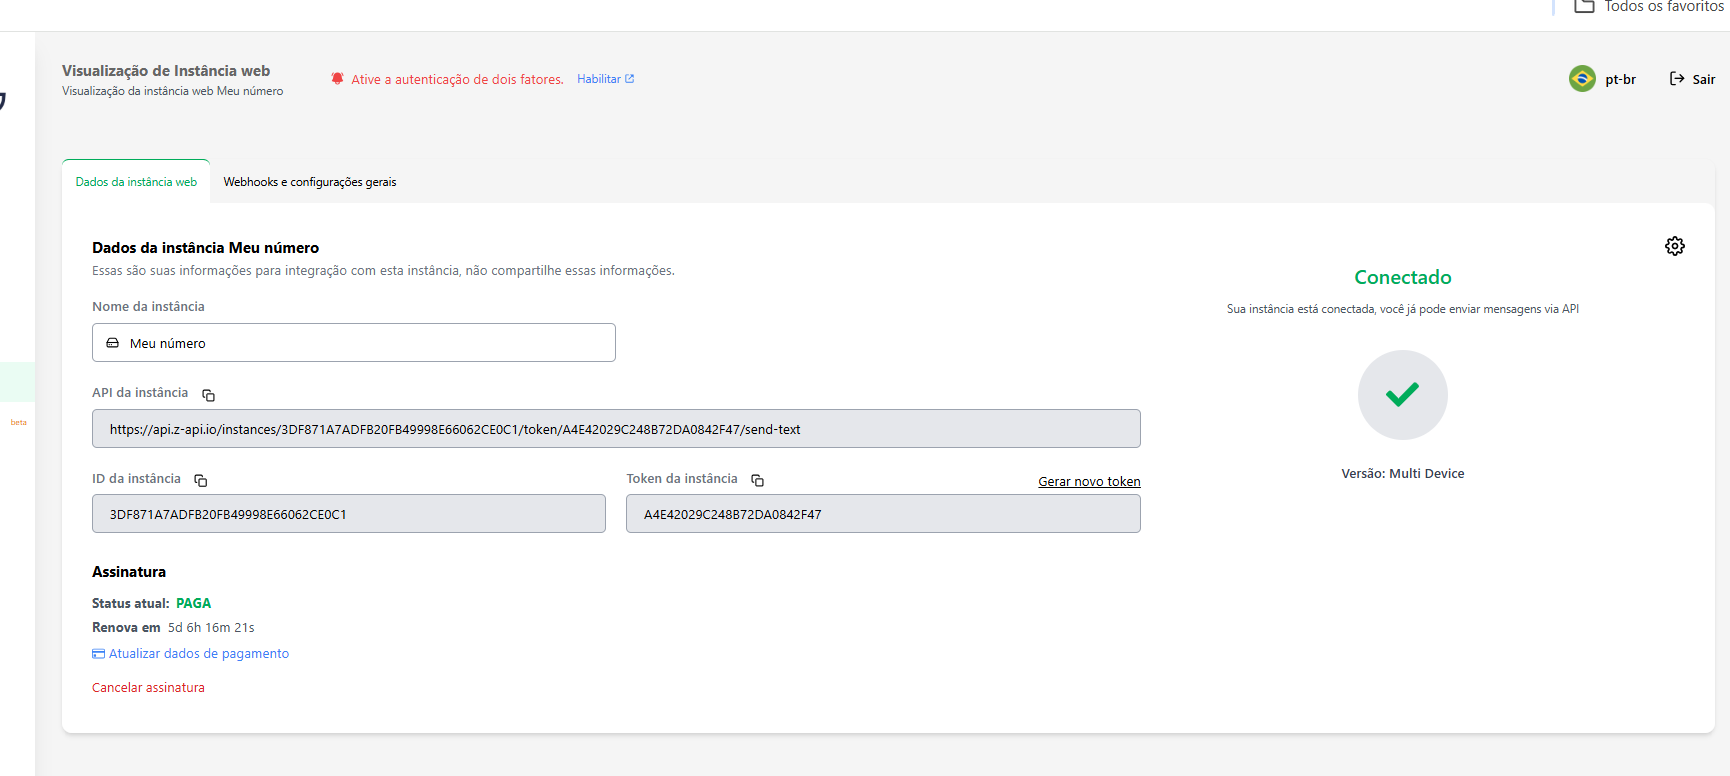 Todos os favoritos
Visualização de Instância web
Visualização da instância web Meu número
Ative a autenticação de dois fatores. Habilitar
pt-br
Sair
Dados da instância web
Webhooks e configurações gerais
Dados da instância Meu número
Essas são suas informações para integração com esta instância, não compartilhe essas informações.
Nome da instância
Meu número
API da instância
https://api.z-api.io/instances/3DF871A7ADFB20FB49998E66062CE0C1/token/A4E42029C248B72DA0842F47/send-text
ID da instância
3DF871A7ADFB20FB49998E66062CE0C1
Token da instância
Gerar novo token
A4E42029C248B72DA0842F47
Assinatura
Status atual: PAGA
Renova em 5d 6h 16m 21s
Atualizar dados de pagamento
Cancelar assinatura
Conectado
Sua instância está conectada, você já pode enviar mensagens via API
Versão: Multi Device
beta